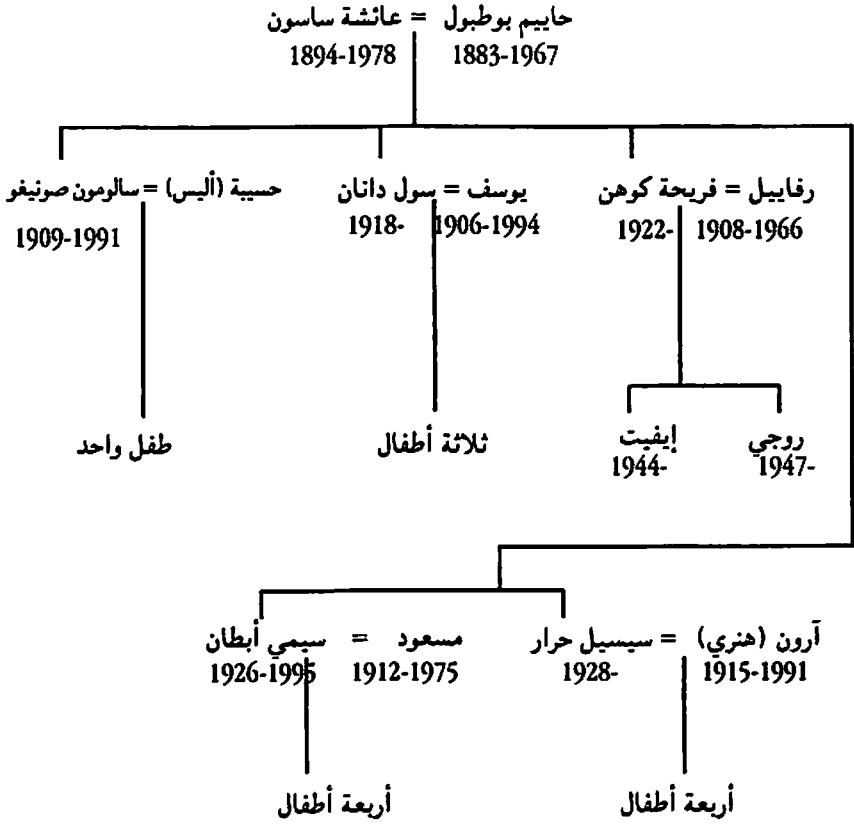 حاييم بوطبول = عائشة ساسون
1883-1967 1894-1978
رفاييل = فريحة كوهن يوسف = سول دانان حسيبة (أليس) = سالومون صونيغو
1908-1966 1922- 1906-1994 1918- 1909-1991
روجي إيفيت ثلاثة أطفال طفل واحد
1947- 1944-
آرون (هنري) = سيسيل حرار مسعود = سيمي أبطان
1915-1991 1928- 1912-1975 1926-1995
أربعة أطفال أربعة أطفال